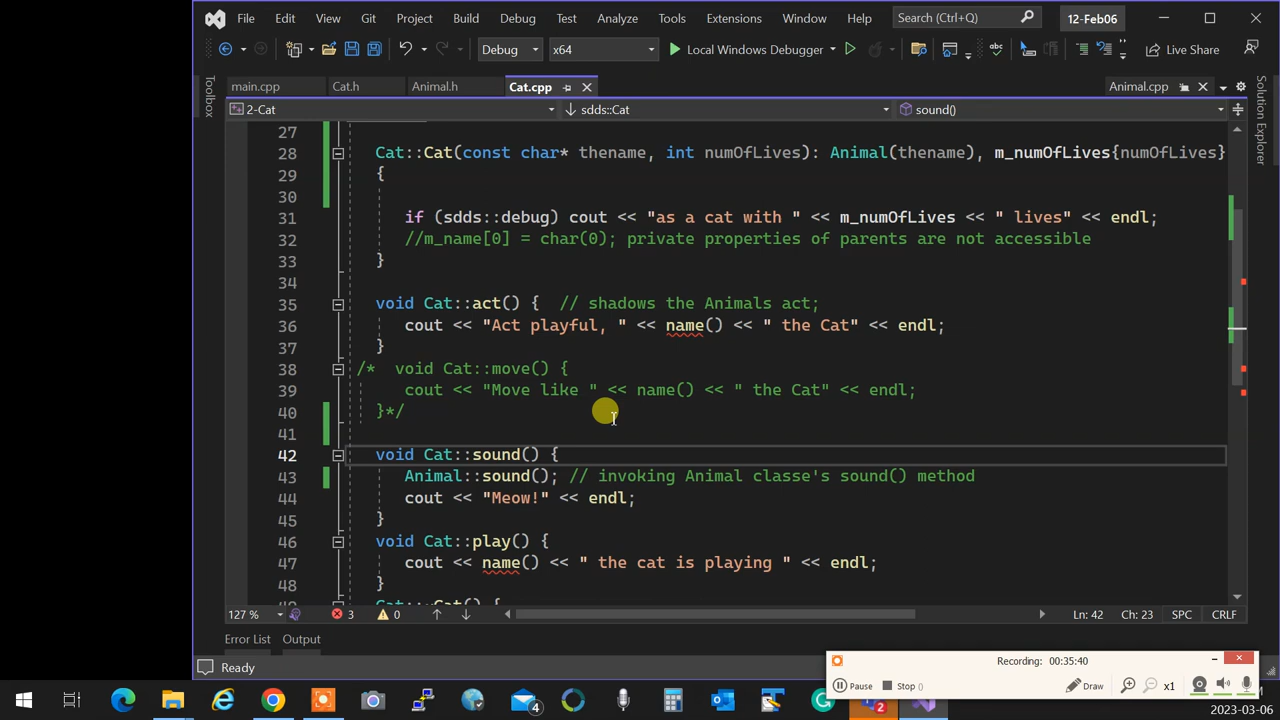 File Edit View Git Project Build Debug Test Analyze Tools Extensions Window Help Search (Ctrl+Q) 12-Feb06
Debug x64 Local Windows Debugger Live Share
main.cpp Cat.h Animal.h Cat.cpp Animal.cpp
2-Cat sdds::Cat sound()
Toolbox
Solution Explorer
27
28 Cat::Cat(const char* thename, int numOfLives): Animal(thename), m_numOfLives{numOfLives}
29 {
30
31 if (sdds::debug) cout << "as a cat with " << m_numOfLives << " lives" << endl;
32 //m_name[0] = char(0); private properties of parents are not accessible
33 }
34
35 void Cat::act() { // shadows the Animals act;
36 cout << "Act playful, " << name() << " the Cat" << endl;
37 }
38 /* void Cat::move() {
39 cout << "Move like " << name() << " the Cat" << endl;
40 }*/
41
42 void Cat::sound() {
43 Animal::sound(); // invoking Animal classe's sound() method
44 cout << "Meow!" << endl;
45 }
46 void Cat::play() {
47 cout << name() << " the cat is playing " << endl;
48 }
127 % 3 0 Ln: 42 Ch: 23 SPC CRLF
Error List Output
Ready
Recording: 00:35:40
Pause Stop () Draw x1
4
2
2023-03-06